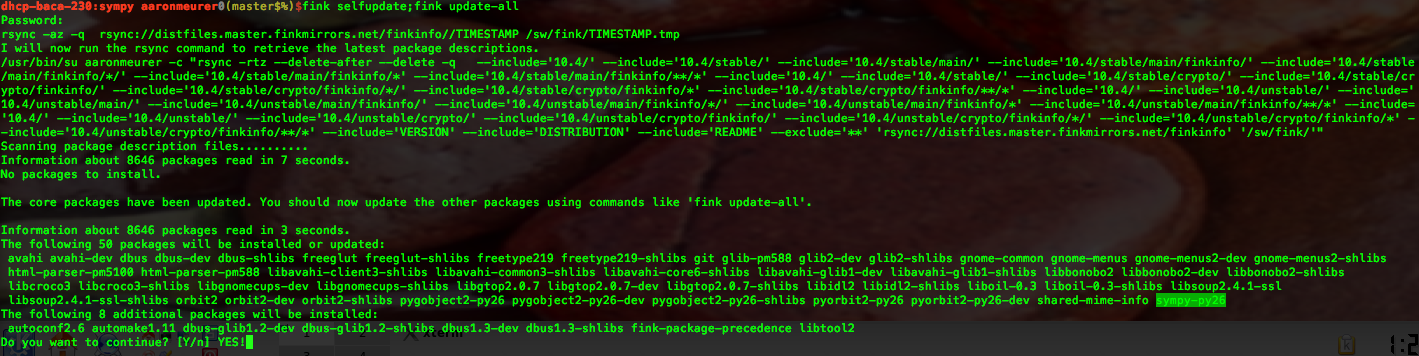 dhcp-baca-230:sympy aaronmeurer0(master$%)$fink selfupdate;fink update-all
Password:
rsync -az -q  rsync://distfiles.master.finkmirrors.net/finkinfo//TIMESTAMP /sw/fink/TIMESTAMP.tmp
I will now run the rsync command to retrieve the latest package descriptions.
/usr/bin/su aaronmeurer -c "rsync -rtz --delete-after --delete -q   --include='10.4/' --include='10.4/stable/' --include='10.4/stable/main/' --include='10.4/stable/main/finkinfo/' --include='10.4/stable
/main/finkinfo/*/' --include='10.4/stable/main/finkinfo/*' --include='10.4/stable/main/finkinfo/**/*' --include='10.4/' --include='10.4/stable/' --include='10.4/stable/crypto/' --include='10.4/stable/cr
ypto/finkinfo/' --include='10.4/stable/crypto/finkinfo/*/' --include='10.4/stable/crypto/finkinfo/*' --include='10.4/stable/crypto/finkinfo/**/*' --include='10.4/' --include='10.4/unstable/' --include='
10.4/unstable/main/' --include='10.4/unstable/main/finkinfo/' --include='10.4/unstable/main/finkinfo/*/' --include='10.4/unstable/main/finkinfo/*' --include='10.4/unstable/main/finkinfo/**/*' --include=
'10.4/' --include='10.4/unstable/' --include='10.4/unstable/crypto/' --include='10.4/unstable/crypto/finkinfo/' --include='10.4/unstable/crypto/finkinfo/*/' --include='10.4/unstable/crypto/finkinfo/*' -
-include='10.4/unstable/crypto/finkinfo/**/*' --include='VERSION' --include='DISTRIBUTION' --include='README' --exclude='**' 'rsync://distfiles.master.finkmirrors.net/finkinfo' '/sw/fink/'"
Scanning package description files..........
Information about 8646 packages read in 7 seconds.
No packages to install.
The core packages have been updated. You should now update the other packages using commands like 'fink update-all'.
Information about 8646 packages read in 3 seconds.
The following 50 packages will be installed or updated:
avahi avahi-dev dbus dbus-dev dbus-shlibs freeglut freeglut-shlibs freetype219 freetype219-shlibs git glib-pm588 glib2-dev glib2-shlibs gnome-common gnome-menus gnome-menus2-dev gnome-menus2-shlibs
html-parser-pm5100 html-parser-pm588 libavahi-client3-shlibs libavahi-common3-shlibs libavahi-core6-shlibs libavahi-glib1-dev libavahi-glib1-shlibs libbonobo2 libbonobo2-dev libbonobo2-shlibs
libcroco3 libcroco3-shlibs libgnomecups-dev libgnomecups-shlibs libgtop2.0.7 libgtop2.0.7-dev libgtop2.0.7-shlibs libidl2 libidl2-shlibs liboil-0.3 liboil-0.3-shlibs libsoup2.4.1-ssl
libsoup2.4.1-ssl-shlibs orbit2 orbit2-dev orbit2-shlibs pygobject2-py26 pygobject2-py26-dev pygobject2-py26-shlibs pyorbit2-py26 pyorbit2-py26-dev shared-mime-info sympy-py26
The following 8 additional packages will be installed:
autoconf2.6 automake1.11 dbus-glib1.2-dev dbus-glib1.2-shlibs dbus1.3-dev dbus1.3-shlibs fink-package-precedence libtool2
Do you want to continue? [Y/n] YES!
1 2 xterm
3 4